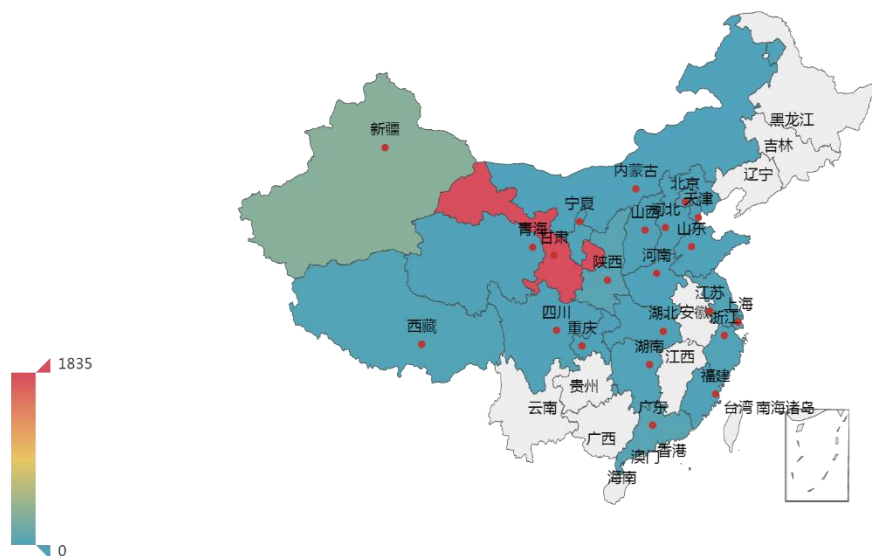 黑龙江
新疆
吉林
辽宁
内蒙古
北京
天津
宁夏
山西
河北
山东
青海
甘肃
河南
陕西
江苏
上海
四川
湖北
安徽
浙江
西藏
重庆
湖南
江西
福建
贵州
云南
广东
台湾
南海诸岛
广西
澳门
香港
海南
1835
0